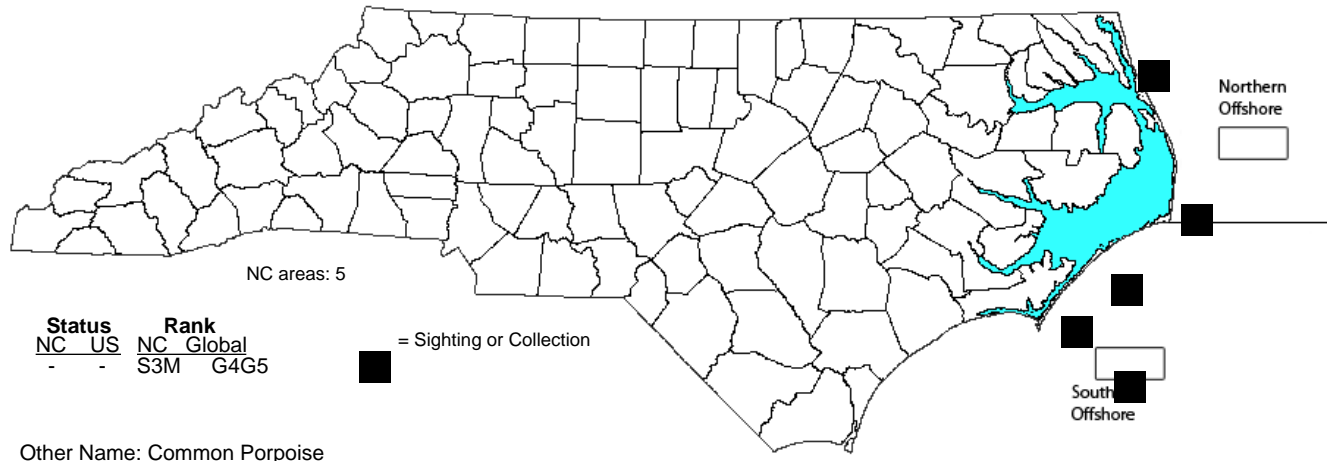 Northern
Offshore
NC areas: 5
Status Rank
NC US NC Global
- - S3M G4G5
= Sighting or Collection
Offshore
Other Name: Common Porpoise